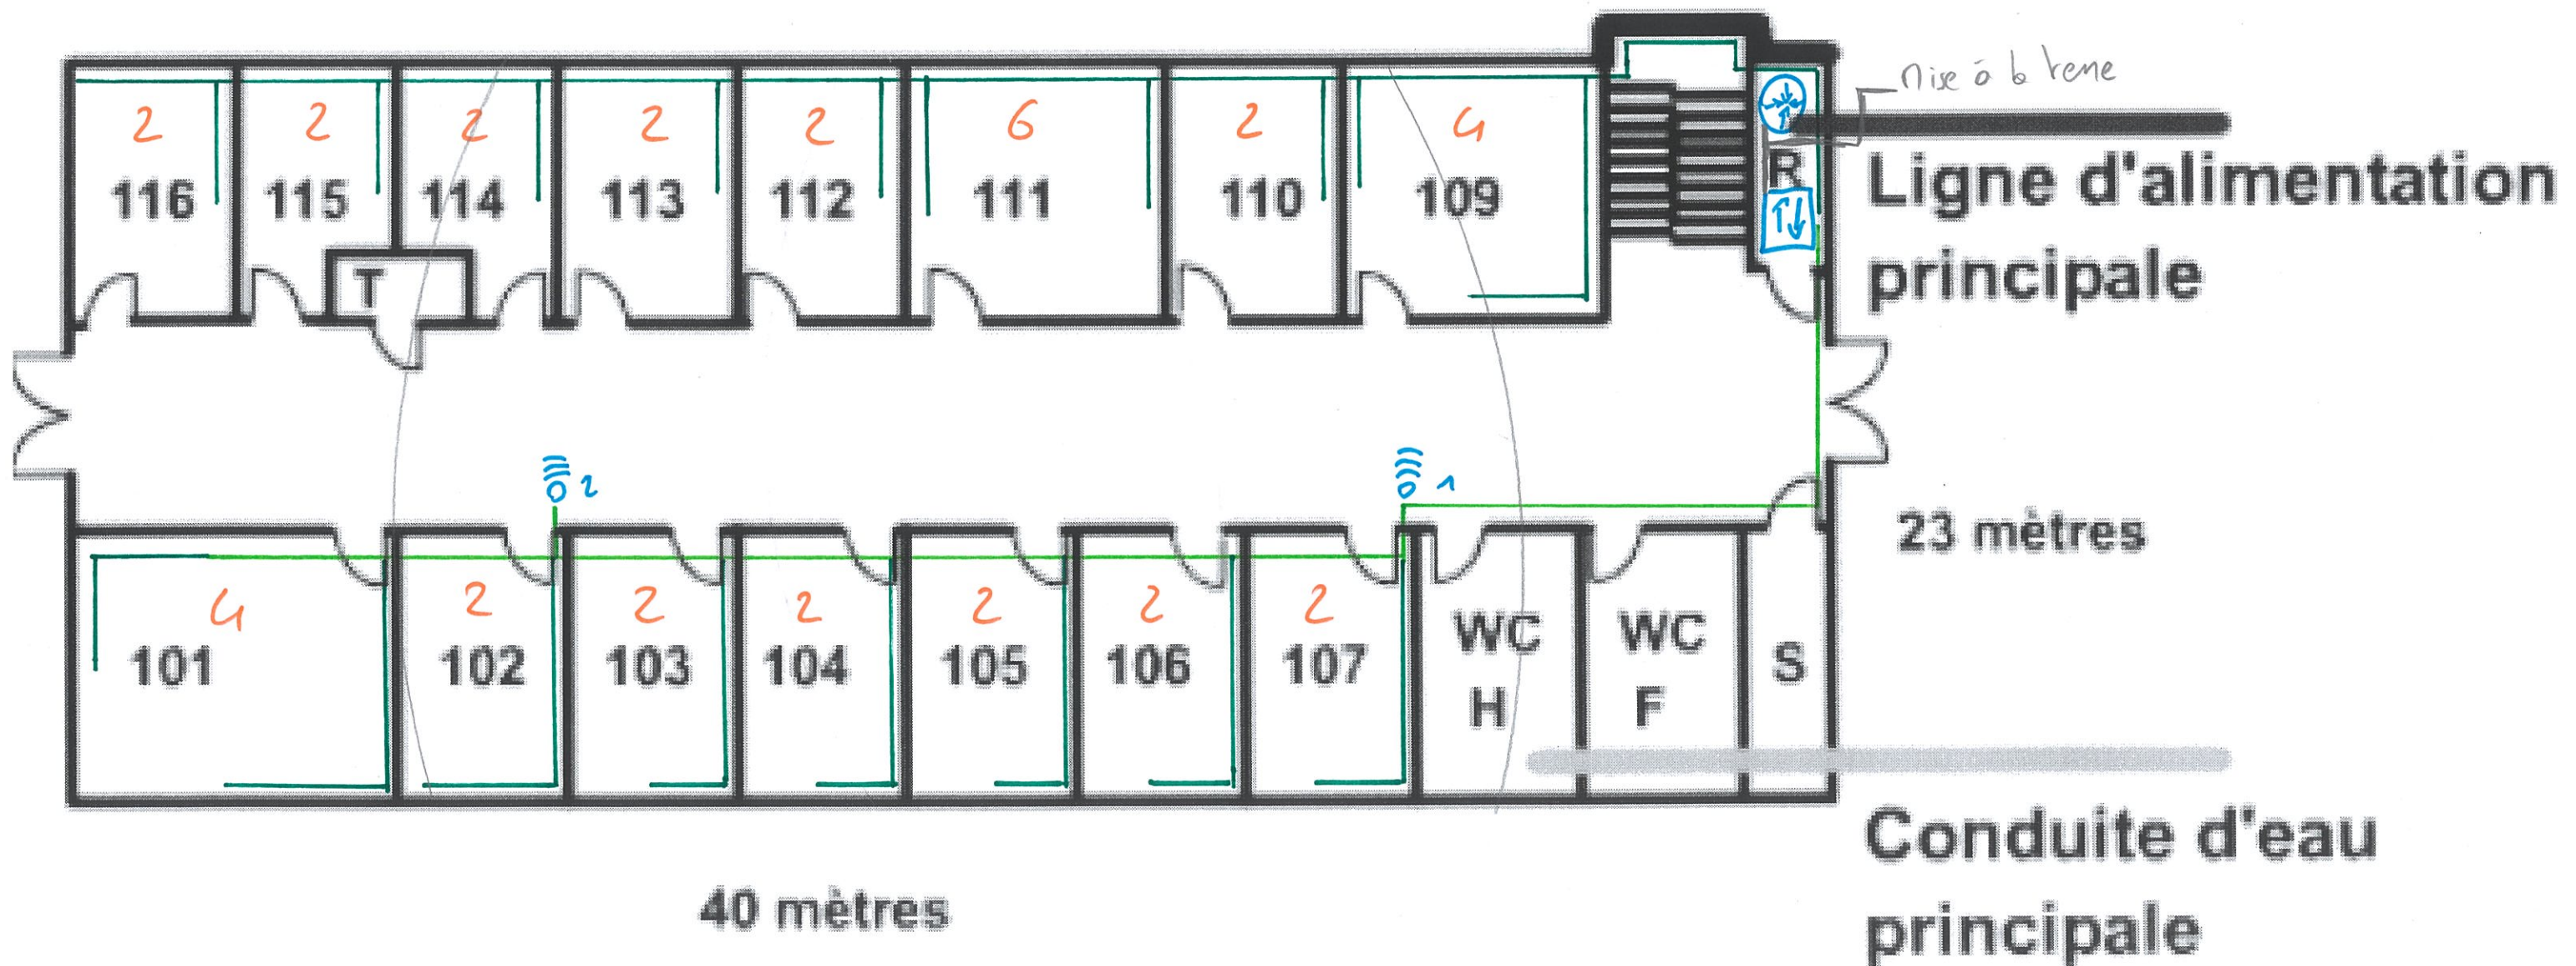 Mise à la terre
2 2 2 2 2 6 2 4
116 115 114 113 112 111 110 109
R
Ligne d'alimentation
principale
T
2 1
23 mètres
4 2 2 2 2 2 2
101 102 103 104 105 106 107
WC WC
H F S
Conduite d'eau
principale
40 mètres